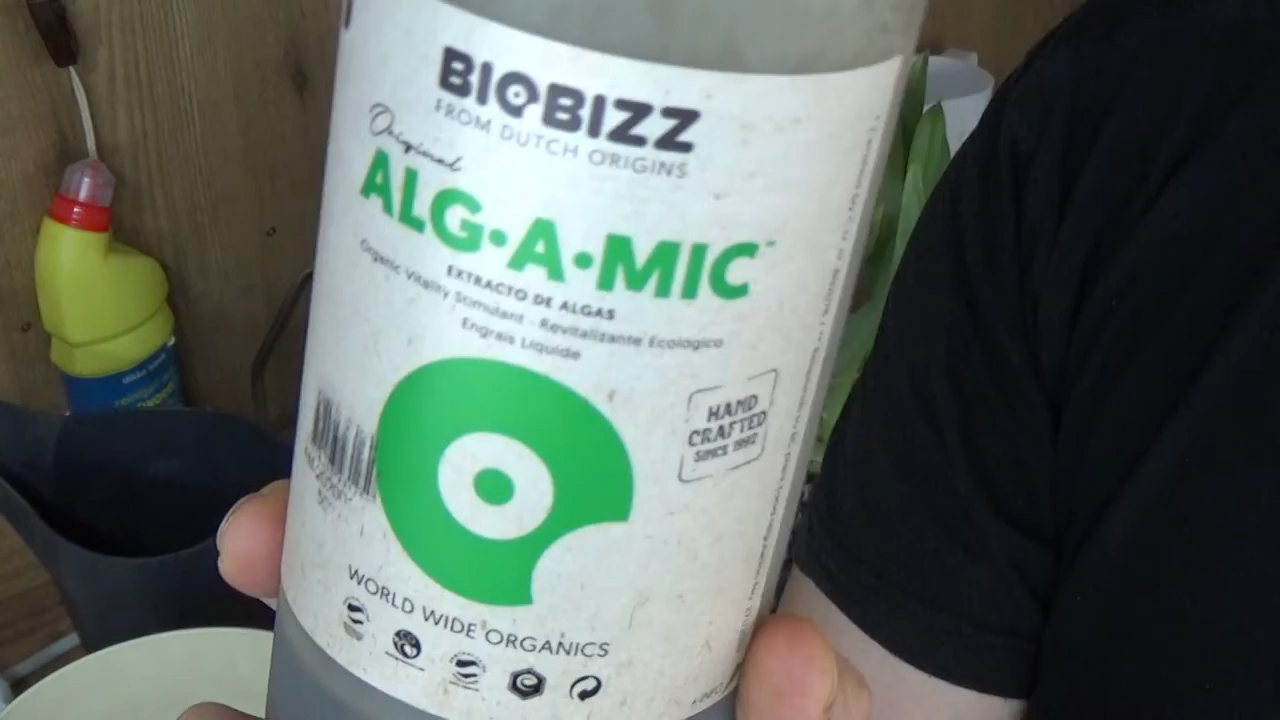 BIOBIZZ
FROM DUTCH ORIGINS
Original
ALG·A·MIC™
EXTRACTO DE ALGAS
Organic Vitality Stimulant - Revitalizante Ecológico
Engrais Liquide
HAND
CRAFTED
SINCE 1992
WORLD WIDE ORGANICS